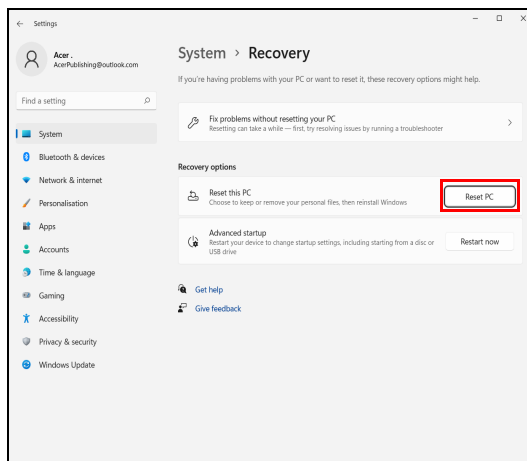 Settings
Acer .
AcerPublishing@outlook.com
Find a setting
System
Bluetooth & devices
Network & internet
Personalisation
Apps
Accounts
Time & language
Gaming
Accessibility
Privacy & security
Windows Update
System > Recovery
If you're having problems with your PC or want to reset it, these recovery options might help.
Fix problems without resetting your PC
Resetting can take a while — first, try resolving issues by running a troubleshooter
Recovery options
Reset this PC
Choose to keep or remove your personal files, then reinstall Windows
Reset PC
Advanced startup
Restart your device to change startup settings, including starting from a disc or
USB drive
Restart now
Get help
Give feedback